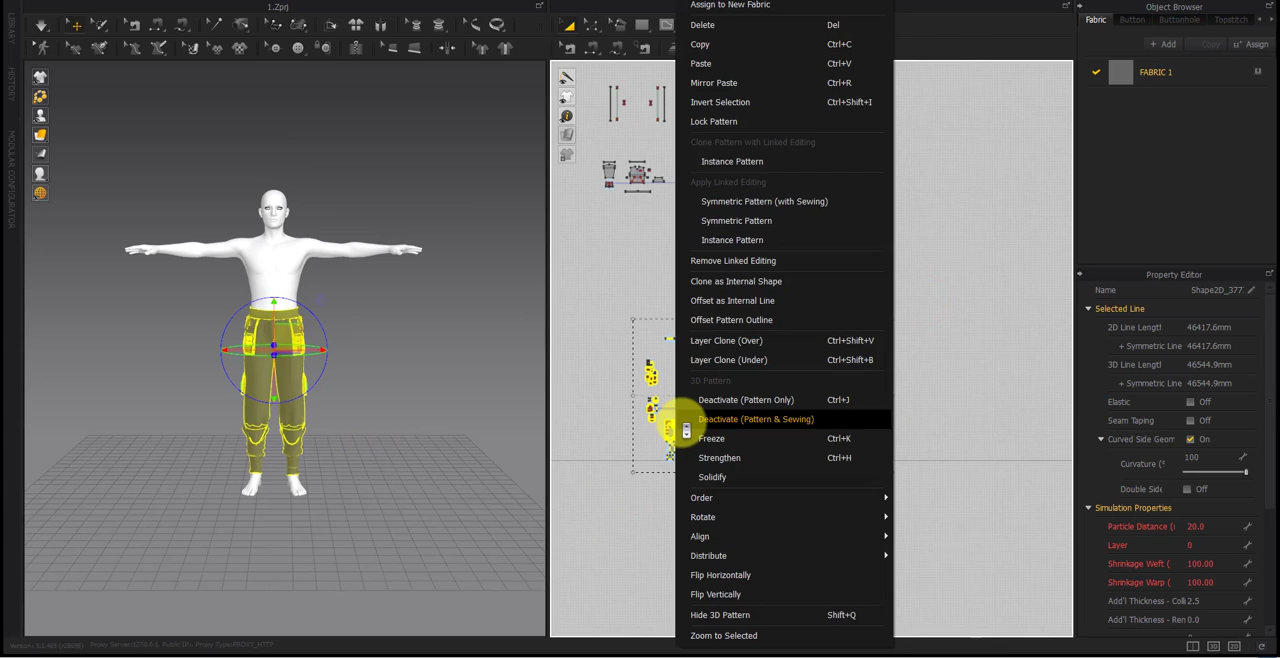 1.Zprj
Object Browser
Fabric
Button
Buttonhole
Topstitch
LIBRARY
HISTORY
MODULAR CONFIGURATOR
+ Add
Copy
Assign
FABRIC 1
Assign to New Fabric
Delete Del
Copy Ctrl+C
Paste Ctrl+V
Mirror Paste Ctrl+R
Invert Selection Ctrl+Shift+I
Lock Pattern
Clone Pattern with Linked Editing
Instance Pattern
Apply Linked Editing
Symmetric Pattern (with Sewing)
Symmetric Pattern
Instance Pattern
Remove Linked Editing
Clone as Internal Shape
Offset as Internal Line
Offset Pattern Outline
Layer Clone (Over) Ctrl+Shift+V
Layer Clone (Under) Ctrl+Shift+B
3D Pattern
Deactivate (Pattern Only) Ctrl+J
Deactivate (Pattern & Sewing)
Freeze Ctrl+K
Strengthen Ctrl+H
Solidify
Order
Rotate
Align
Distribute
Flip Horizontally
Flip Vertically
Hide 3D Pattern Shift+Q
Zoom to Selected
Property Editor
Name Shape2D_377
Selected Line
2D Line Lengtl 46417.6mm
+ Symmetric Line 46417.6mm
3D Line Lengtl 46544.9mm
+ Symmetric Line 46544.9mm
Elastic Off
Seam Taping Off
Curved Side Geom On
Curvature (% 100
Double Side Off
Simulation Properties
Particle Distance ( 20.0
Layer 0
Shrinkage Weft ( 100.00
Shrinkage Warp ( 100.00
Add'l Thickness - Colli 2.5
Add'l Thickness - Ren 0.0
3D
2D